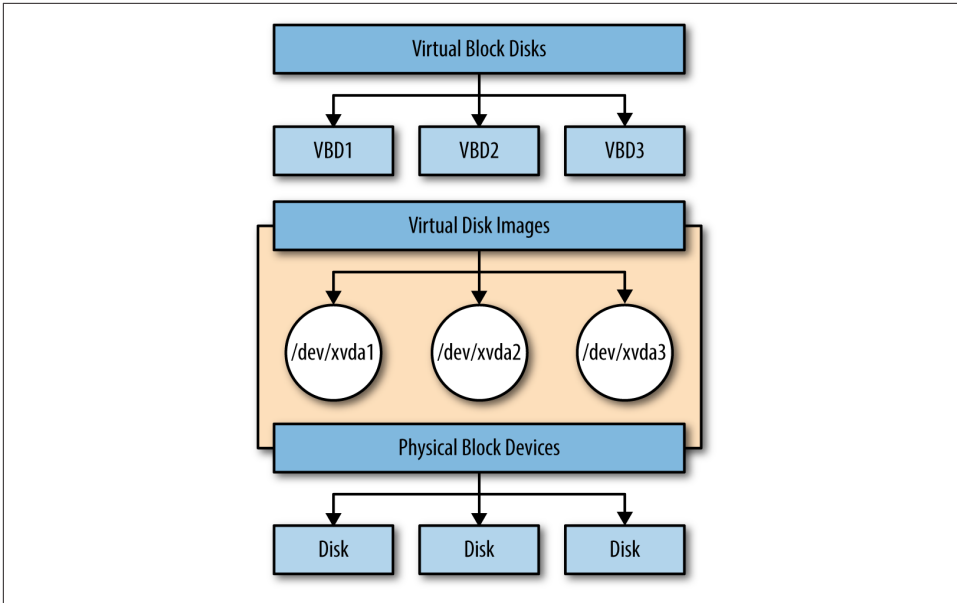 Virtual Block Disks
VBD1
VBD2
VBD3
Virtual Disk Images
/dev/xvda1
/dev/xvda2
/dev/xvda3
Physical Block Devices
Disk
Disk
Disk